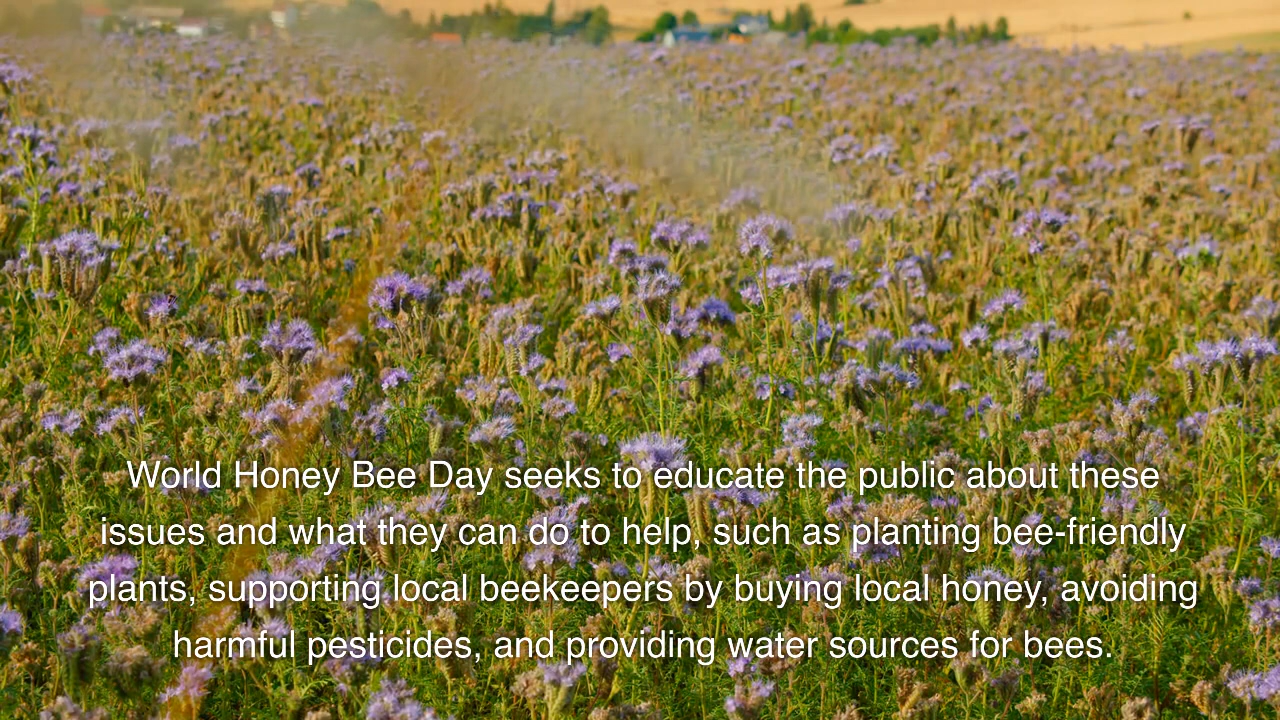 World Honey Bee Day seeks to educate the public about these
issues and what they can do to help, such as planting bee-friendly
plants, supporting local beekeepers by buying local honey, avoiding
harmful pesticides, and providing water sources for bees.